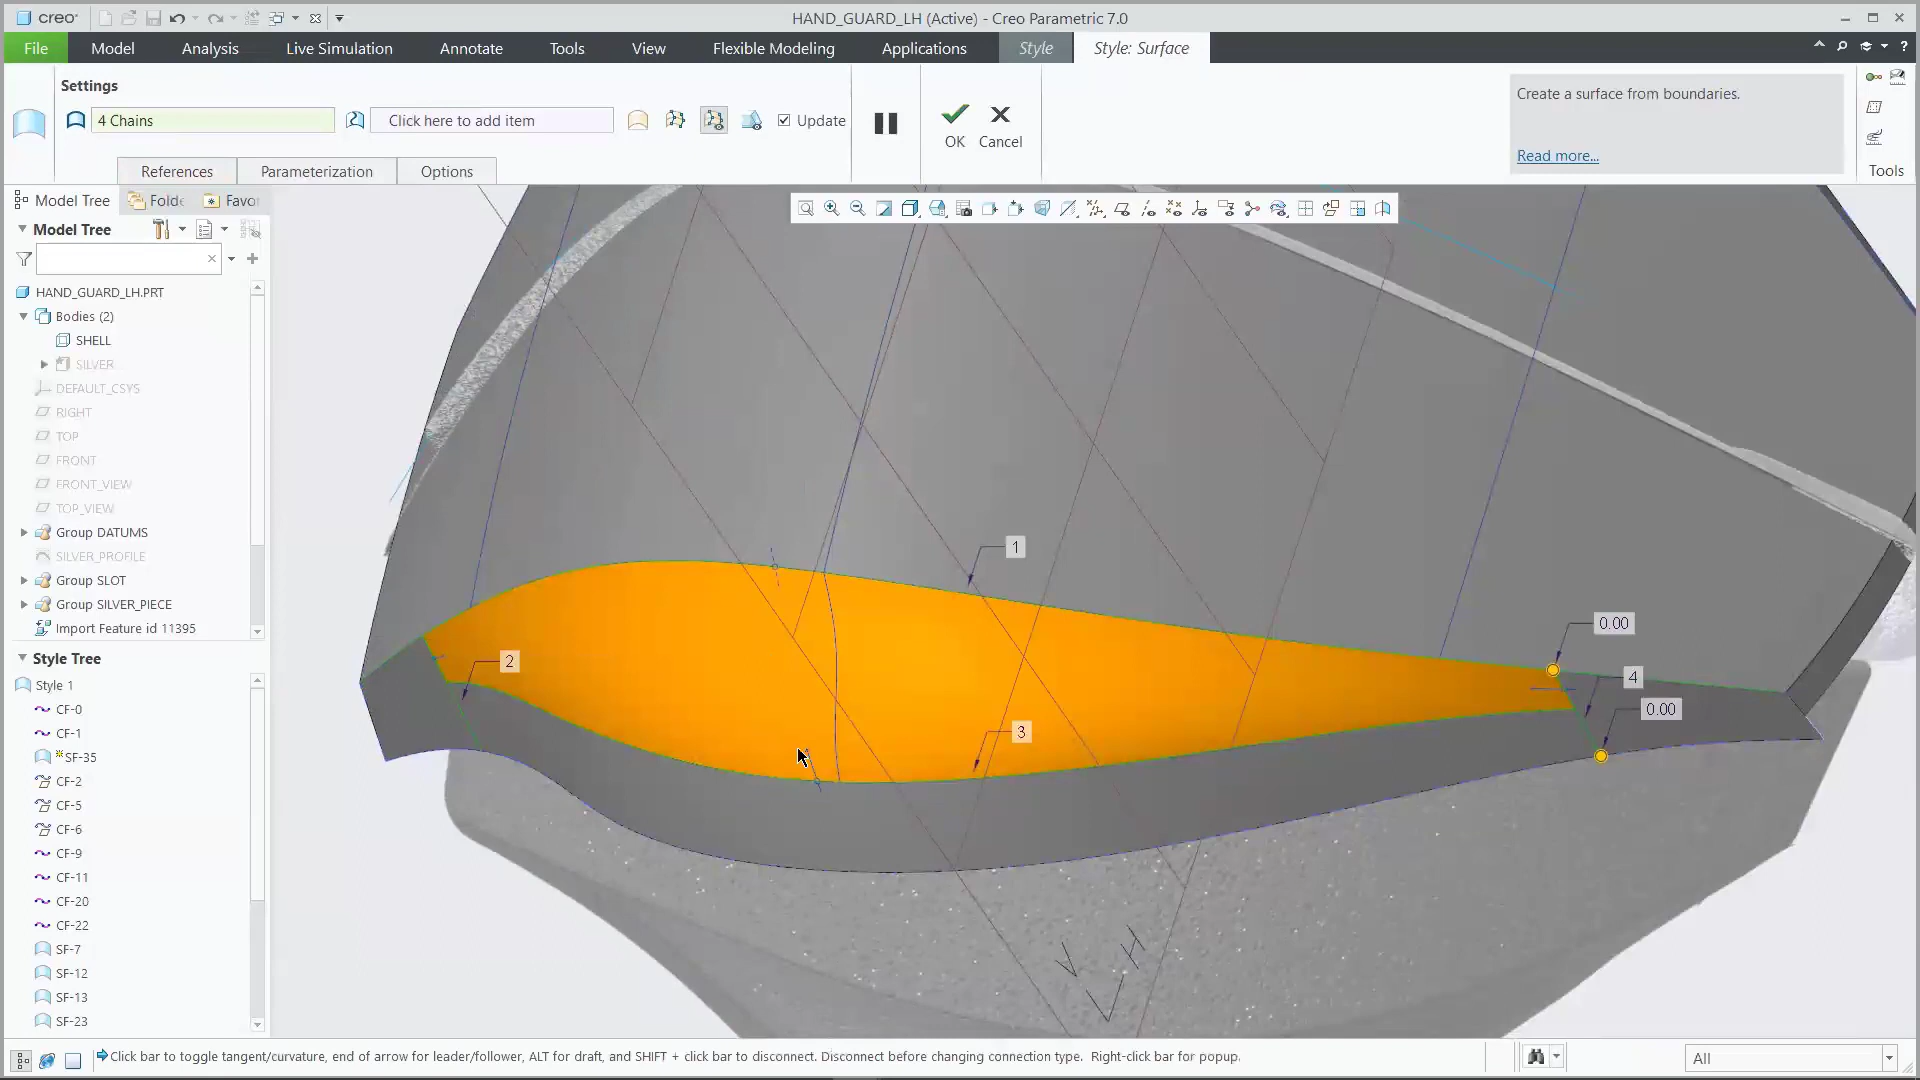 creo
HAND_GUARD_LH (Active) - Creo Parametric 7.0
File Model Analysis Live Simulation Annotate Tools View Flexible Modeling Applications Style Style: Surface
Settings
4 Chains
Click here to add item
Update
OK
Cancel
Create a surface from boundaries.
Read more...
Tools
References
Parameterization
Options
Model Tree
Folde
Favor
Model Tree
HAND_GUARD_LH.PRT
Bodies (2)
SHELL
SILVER
DEFAULT_CSYS
RIGHT
TOP
FRONT
FRONT_VIEW
TOP_VIEW
Group DATUMS
SILVER_PROFILE
Group SLOT
Group SILVER_PIECE
Import Feature id 11395
Style Tree
Style 1
CF-0
CF-1
SF-35
CF-2
CF-5
CF-6
CF-9
CF-11
CF-20
CF-22
SF-7
SF-12
SF-13
SF-23
1
0.00
2
4
0.00
3
Click bar to toggle tangent/curvature, end of arrow for leader/follower, ALT for draft, and SHIFT + click bar to disconnect. Disconnect before changing connection type. Right-click bar for popup.
All